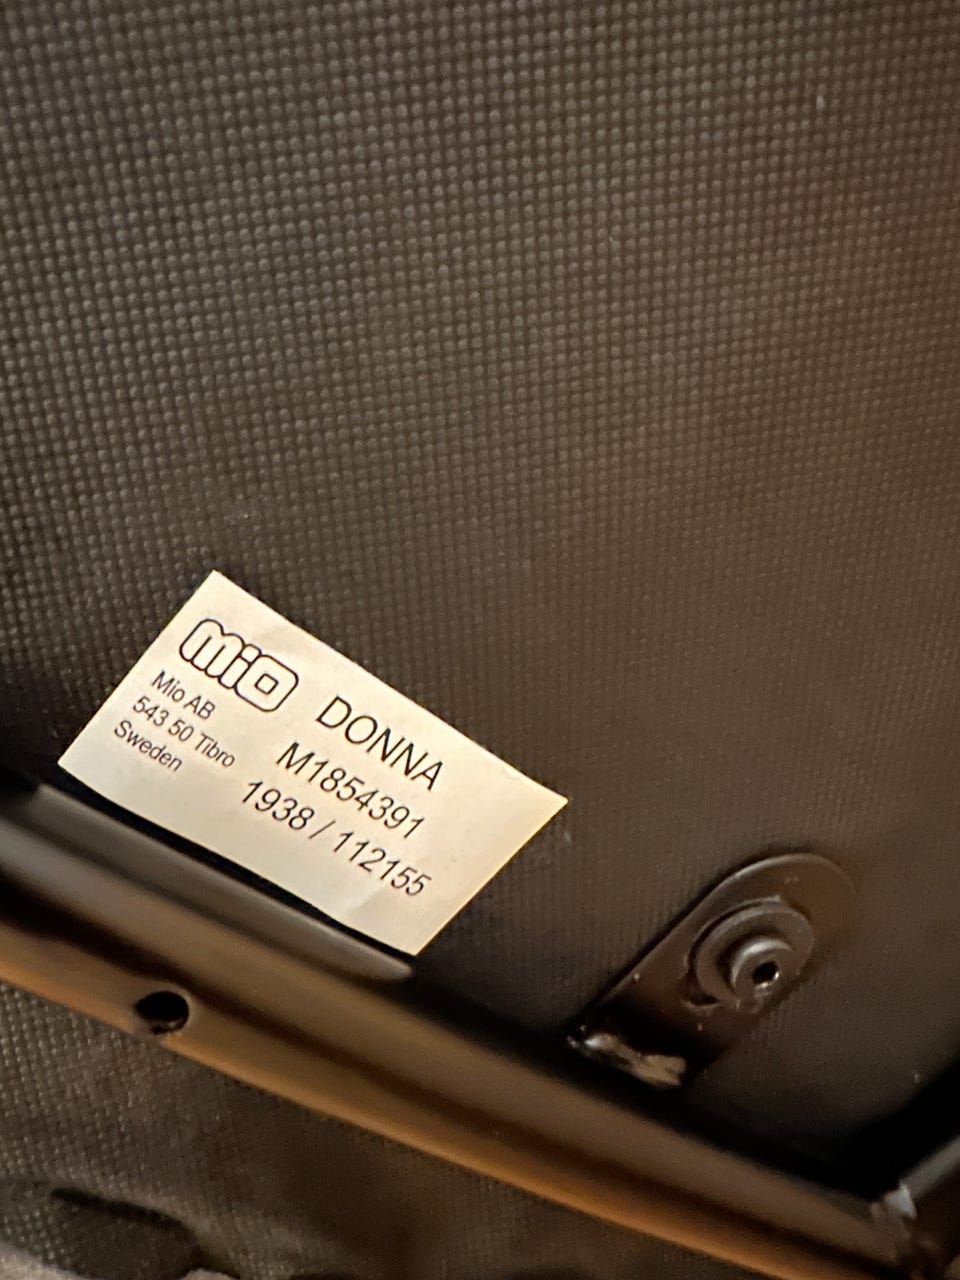 mio
Mio AB
543 50 Tibro
Sweden
DONNA
M1854391
1938 / 112155